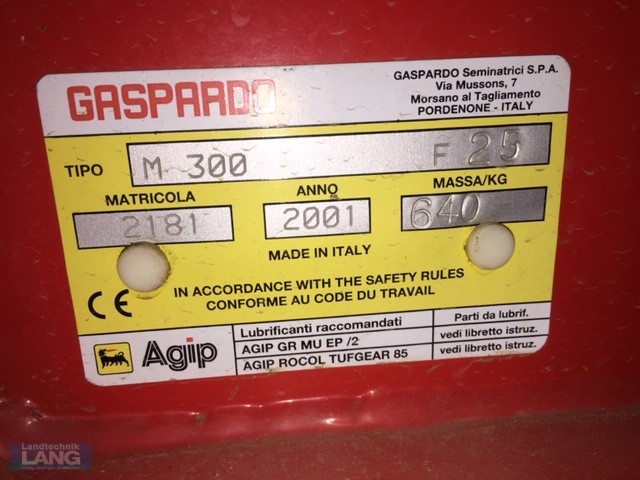 GASPARDO
GASPARDO Seminatrici S.P.A.
Via Mussons, 7
Morsano al Tagliamento
PORDENONE - ITALY
TIPO M 300 F 25
MATRICOLA ANNO MASSA/KG
2181 2001 640
MADE IN ITALY
IN ACCORDANCE WITH THE SAFETY RULES
CONFORME AU CODE DU TRAVAIL
CE
Agip
Lubrificanti raccomandati Parti da lubrif.
AGIP GR MU EP /2 vedi libretto istruz.
AGIP ROCOL TUFGEAR 85 vedi libretto istruz.
Landtechnik
LANG